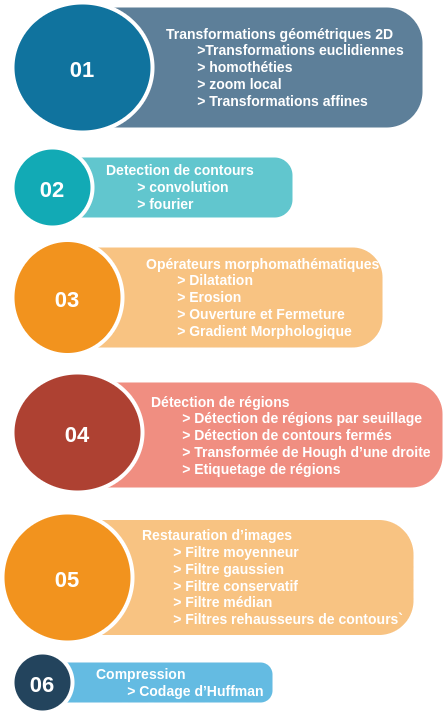 01
Transformations géométriques 2D
>Transformations euclidiennes
> homothéties
> zoom local
> Transformations affines
02
Detection de contours
> convolution
> fourier
03
Opérateurs morphomathématiques
> Dilatation
> Erosion
> Ouverture et Fermeture
> Gradient Morphologique
04
Détection de régions
> Détection de régions par seuillage
> Détection de contours fermés
> Transformée de Hough d’une droite
> Etiquetage de régions
05
Restauration d’images
> Filtre moyenneur
> Filtre gaussien
> Filtre conservatif
> Filtre médian
> Filtres rehausseurs de contours`
06
Compression
> Codage d’Huffman